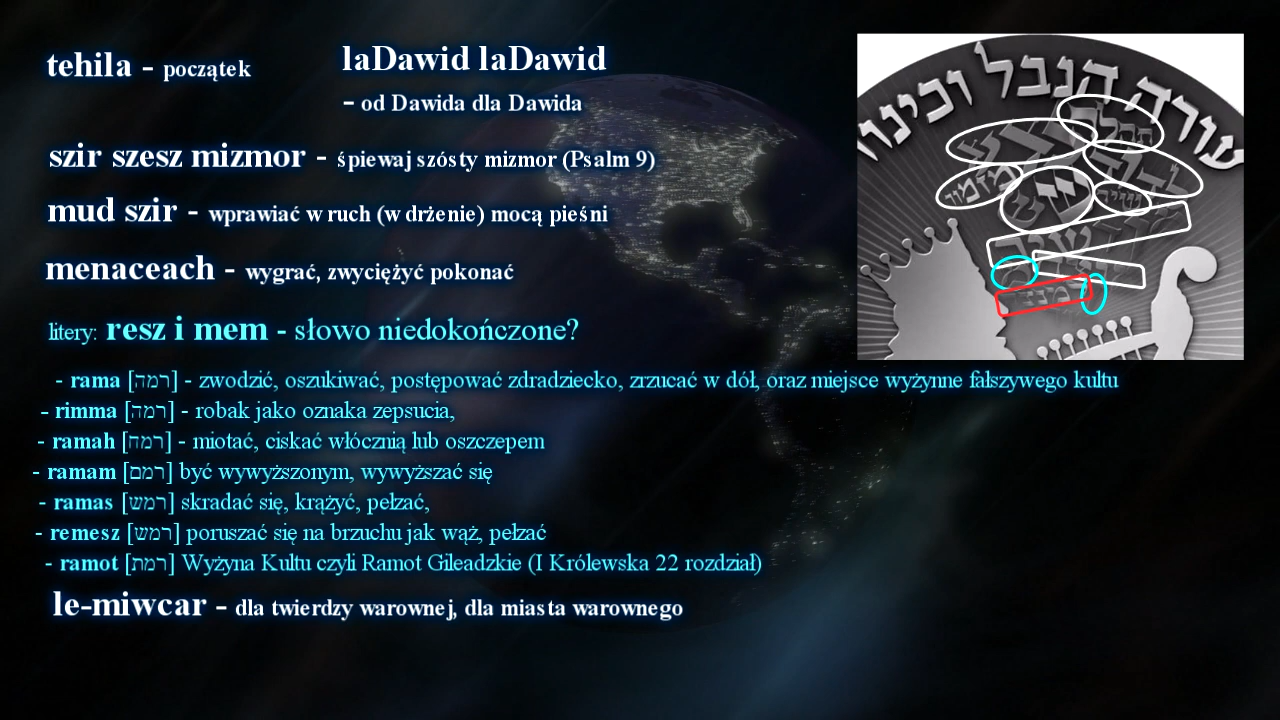 tehila - początek
laDawid laDawid
- od Dawida dla Dawida
szir szesz mizmor - śpiewaj szósty mizmor (Psalm 9)
mud szir - wprawiać w ruch (w drżenie) mocą pieśni
menaceach - wygrać, zwyciężyć pokonać
litery: resz i mem - słowo niedokończone?
- rama [רמה] - zwodzić, oszukiwać, postępować zdradziecko, zrzucać w dół, oraz miejsce wyżynne fałszywego kultu
- rimma [רמה] - robak jako oznaka zepsucia,
- ramah [רמח] - miotać, ciskać włócznią lub oszczepem
- ramam [רמם] być wywyższonym, wywyższać się
- ramas [רמש] skradać się, krążyć, pełzać,
- remesz [רמש] poruszać się na brzuchu jak wąż, pełzać
- ramot [רמת] Wyżyna Kultu czyli Ramot Gileadzkie (I Królewska 22 rozdział)
le-miwcar - dla twierdzy warownej, dla miasta warownego
עורה הנבל וכינור